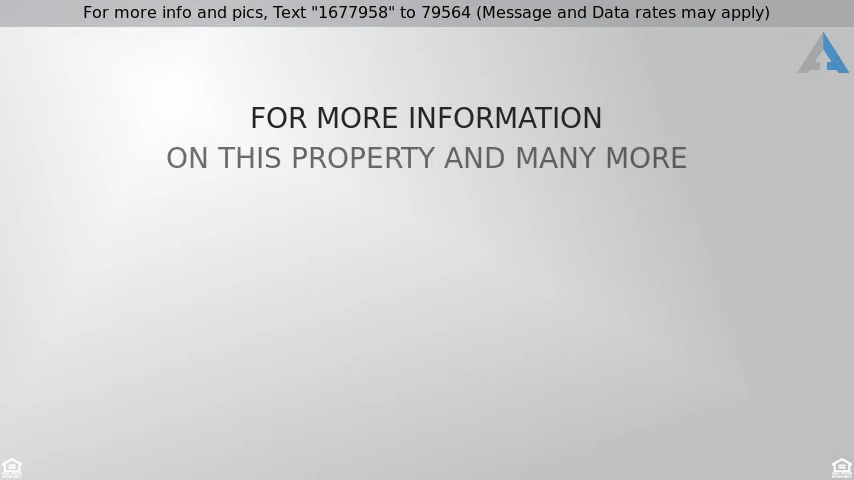 For more info and pics, Text "1677958" to 79564 (Message and Data rates may apply)
FOR MORE INFORMATION
ON THIS PROPERTY AND MANY MORE